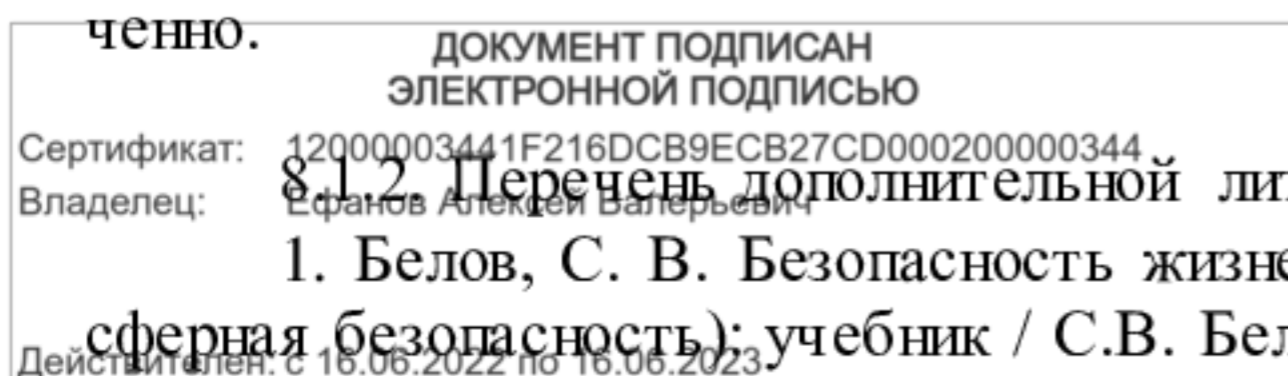 ченно.
ДОКУМЕНТ ПОДПИСАН
ЭЛЕКТРОННОЙ ПОДПИСЬЮ
Сертификат: 12000003441F216DCB9ECB27CD000200000344
8.1.2. Перечень дополнительной ли
Владелец: Ефанов Алексей Валерьевич
1. Белов, С. В. Безопасность жизне
сферная безопасность): учебник / С.В. Бел
Действителен: с 16.06.2022 по 16.06.2023